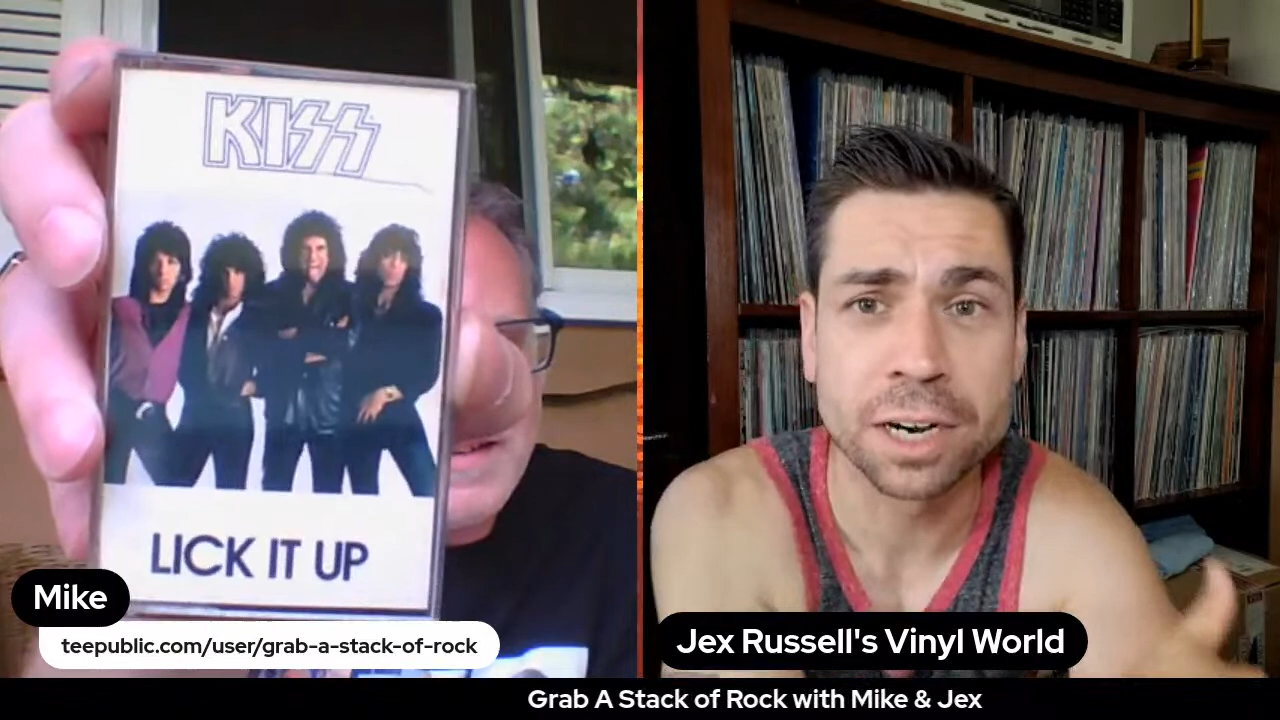 KISS
LICK IT UP
Mike
teepublic.com/user/grab-a-stack-of-rock
Jex Russell's Vinyl World
Grab A Stack of Rock with Mike & Jex